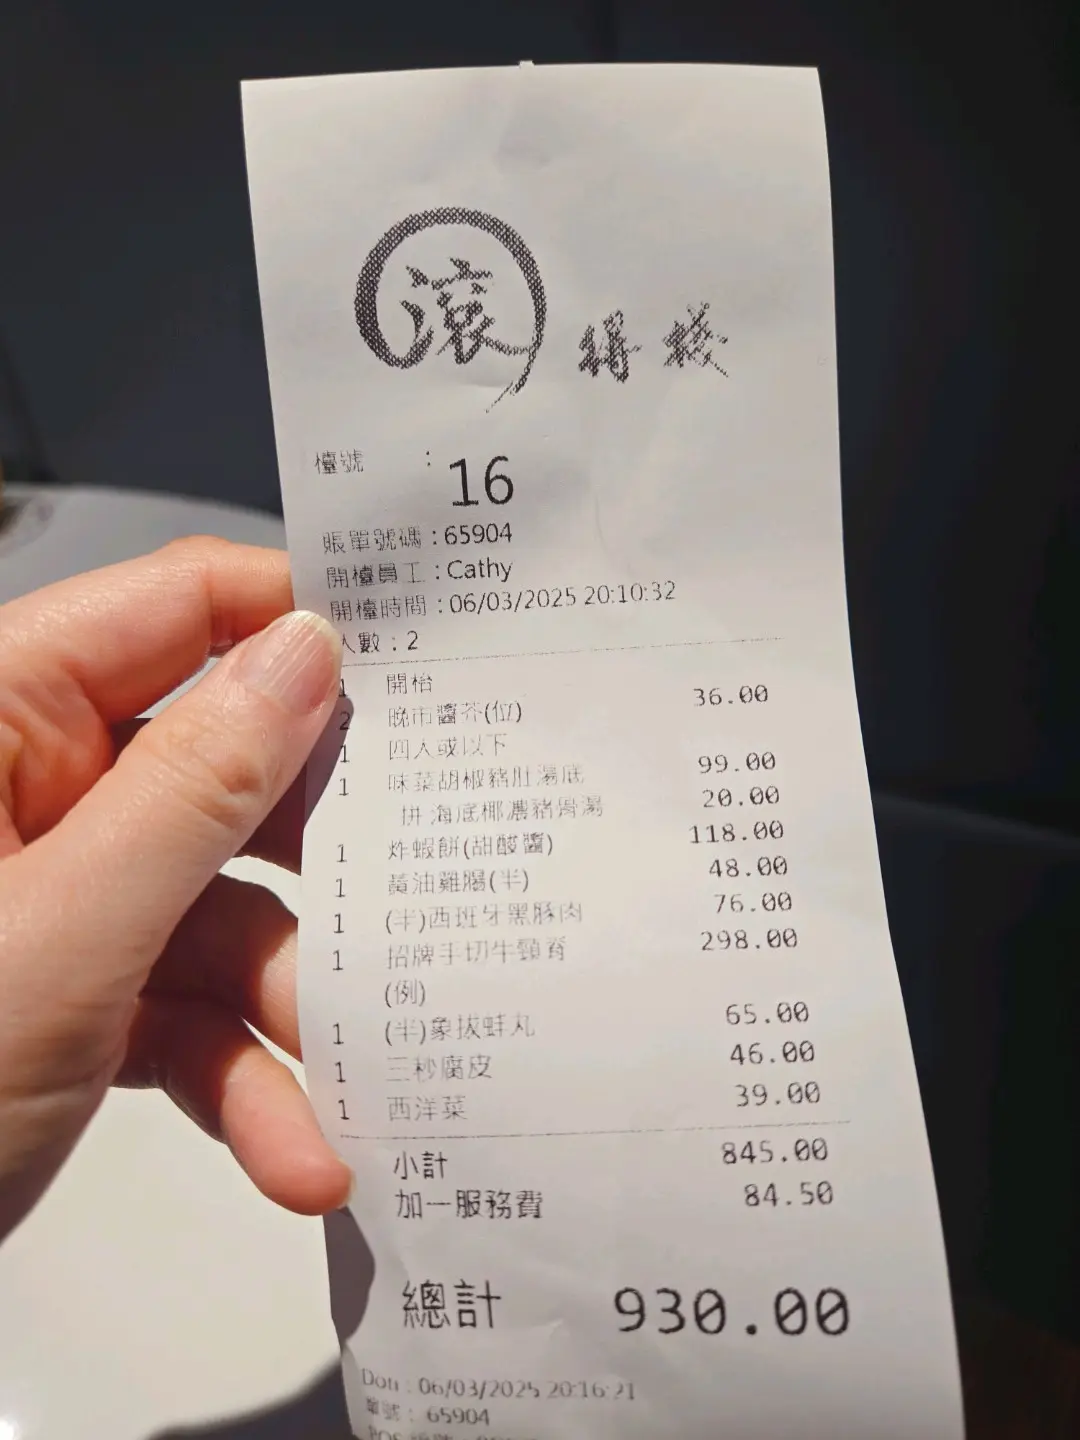 滾得棧
檯號 : 16
賬單號碼 : 65904
開檯員工 : Cathy
開檯時間 : 06/03/2025 20:10:32
人數 : 2
1 開枱
2 晚市醬芥(位) 36.00
1 四人或以下
1 味菜胡椒豬肚湯底 99.00
拼 海底椰濃豬骨湯 20.00
1 炸蝦餅(甜酸醬) 118.00
1 黃油雞腸(半) 48.00
1 (半)西班牙黑豚肉 76.00
1 招牌手切牛頸脊 298.00
(例)
1 (半)象拔蚌丸 65.00
1 三秒腐皮 46.00
1 西洋菜 39.00
小計 845.00
加一服務費 84.50
總計 930.00
Don : 06/03/2025 20:16:21
單號 : 65904